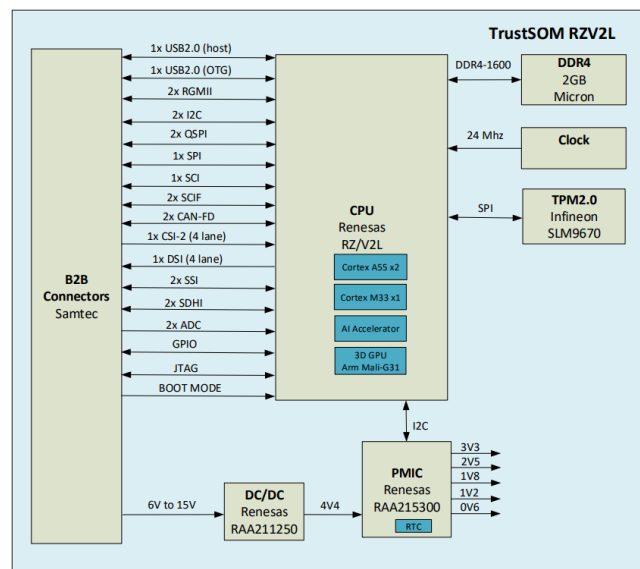 TrustSOM RZV2L
1x USB2.0 (host)
1x USB2.0 (OTG)
2x RGMII
2x I2C
2x QSPI
1x SPI
1x SCI
2x SCIF
2x CAN-FD
1x CSI-2 (4 lane)
1x DSI (4 lane)
2x SSI
2x SDHI
2x ADC
GPIO
JTAG
BOOT MODE
B2B
Connectors
Samtec
CPU
Renesas
RZ/V2L
Cortex A55 x2
Cortex M33 x1
AI Accelerator
3D GPU
Arm Mali-G31
DDR4-1600
DDR4
2GB
Micron
24 Mhz
Clock
SPI
TPM2.0
Infineon
SLM9670
I2C
6V to 15V
DC/DC
Renesas
RAA211250
4V4
PMIC
Renesas
RAA215300
RTC
3V3
2V5
1V8
1V2
0V6